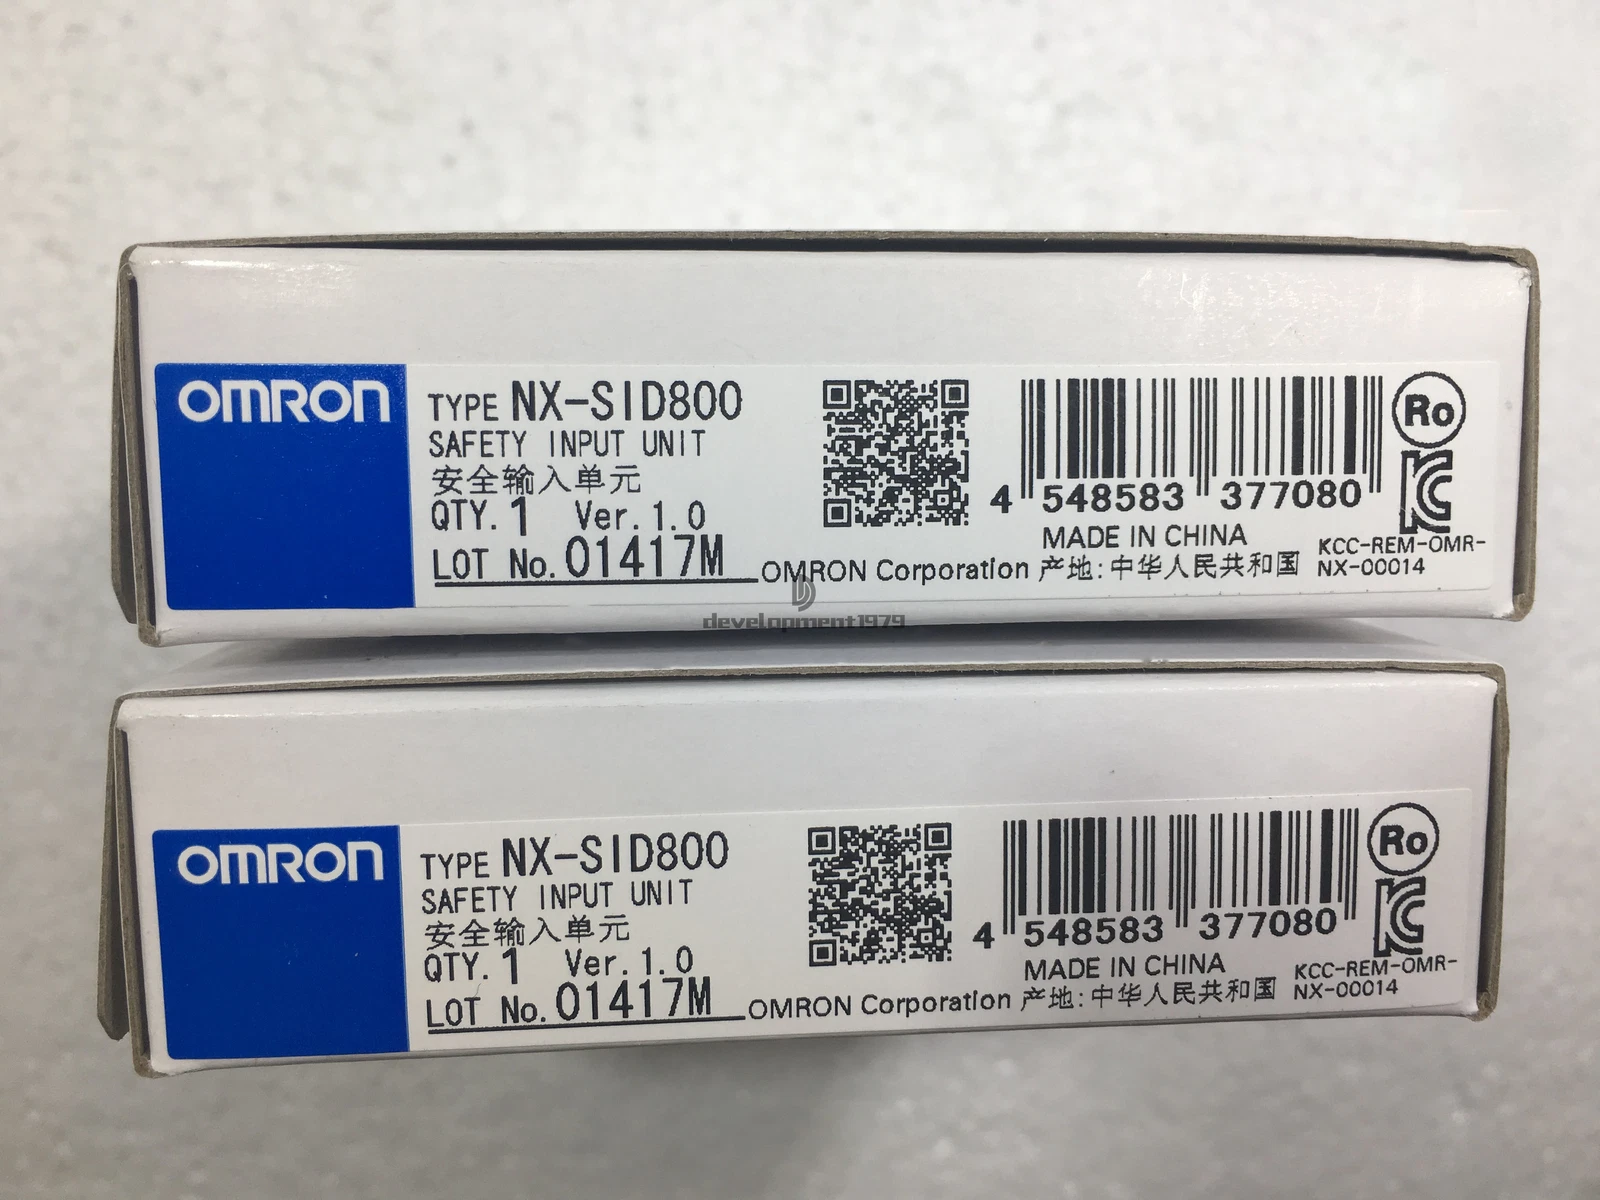 OMRON
TYPE NX-SID800
SAFETY INPUT UNIT
安全输入单元
QTY. 1 Ver. 1.0
LOT No. 01417M
OMRON Corporation
4 548583 377080
MADE IN CHINA
产地:中华人民共和国
Ro
KCC-REM-OMR-
NX-00014
development1979
OMRON
TYPE NX-SID800
SAFETY INPUT UNIT
安全输入单元
QTY. 1 Ver. 1.0
LOT No. 01417M
OMRON Corporation
4 548583 377080
MADE IN CHINA
产地:中华人民共和国
Ro
KCC-REM-OMR-
NX-00014